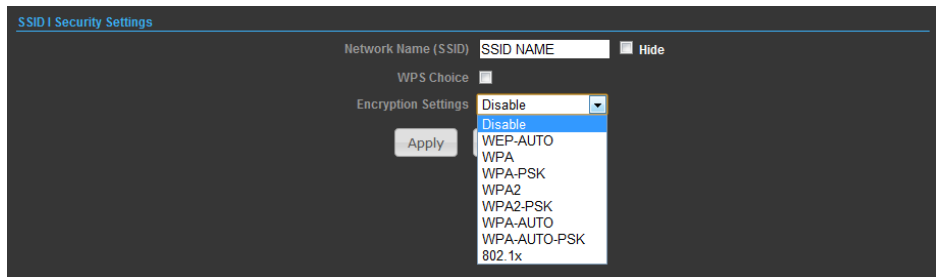 SSID I Security Settings
Network Name (SSID) SSID NAME Hide
WPS Choice
Encryption Settings Disable
Disable
Apply
WEP-AUTO
WPA
WPA-PSK
WPA2
WPA2-PSK
WPA-AUTO
WPA-AUTO-PSK
802.1x